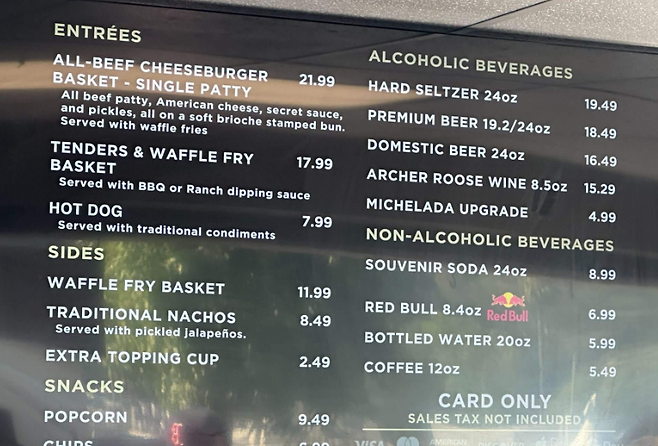 ENTRÉES
ALL-BEEF CHEESEBURGER
BASKET - SINGLE PATTY 21.99
All beef patty, American cheese, secret sauce,
and pickles, all on a soft brioche stamped bun.
Served with waffle fries
TENDERS & WAFFLE FRY
BASKET 17.99
Served with BBQ or Ranch dipping sauce
HOT DOG 7.99
Served with traditional condiments
SIDES
WAFFLE FRY BASKET 11.99
TRADITIONAL NACHOS 8.49
Served with pickled jalapeños.
EXTRA TOPPING CUP 2.49
SNACKS
POPCORN 9.49
CHIPS
ALCOHOLIC BEVERAGES
HARD SELTZER 24oz 19.49
PREMIUM BEER 19.2/24oz 18.49
DOMESTIC BEER 24oz 16.49
ARCHER ROOSE WINE 8.5oz 15.29
MICHELADA UPGRADE 4.99
NON-ALCOHOLIC BEVERAGES
SOUVENIR SODA 24oz 8.99
RED BULL 8.4oz Red Bull 6.99
BOTTLED WATER 20oz 5.99
COFFEE 12oz 5.49
CARD ONLY
SALES TAX NOT INCLUDED
VISA AMERICAN